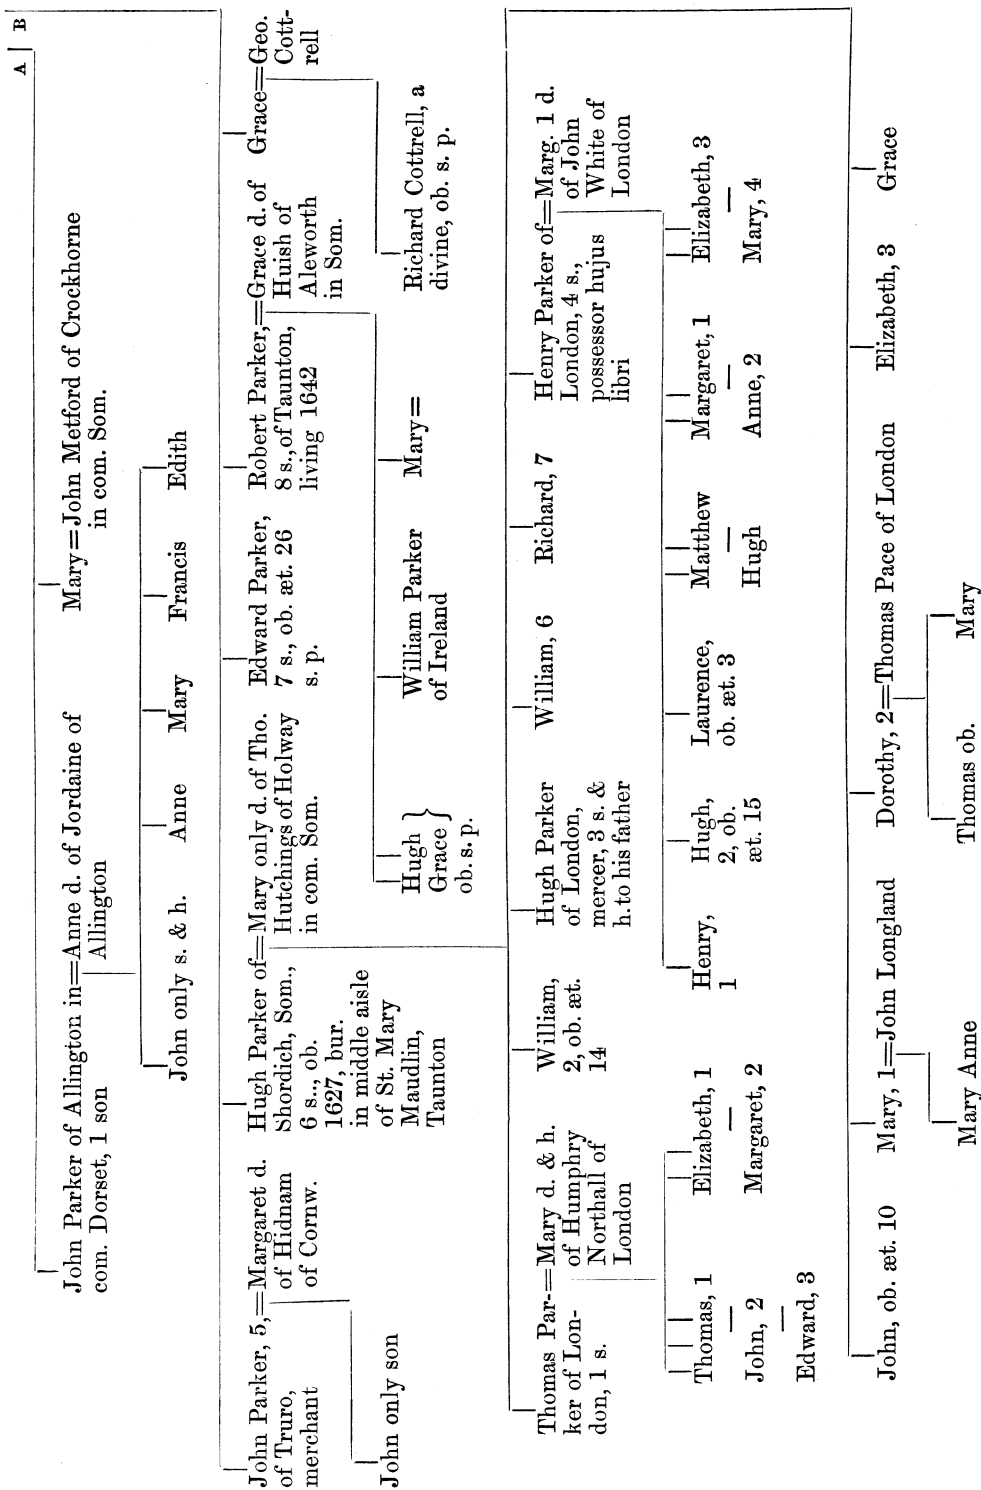 A | B
John Parker of Allington in=Anne d. of Jordaine of
com. Dorset, 1 son
Allington
Mary=John Metford of Crockhorne
in com. Som.
John only s. & h.
Anne
Mary
Francis
Edith
John Parker, 5,=Margaret d.
of Truro,
merchant
of Hidnam
of Cornw.
Hugh Parker of=Mary only d. of Tho.
Shordich, Som.,
6 s., ob.
1627, bur.
in middle aisle
of St. Mary
Maudlin,
Taunton
Hutchings of Holway
in com. Som.
Edward Parker,
7 s., ob. æt. 26
s. p.
Robert Parker,=Grace d. of
8 s., of Taunton,
living 1642
Huish of
Aleworth
in Som.
Grace=Geo.
Cott-
rell
John only son
Hugh }
Grace }
ob. s. p.
William Parker
of Ireland
Mary=
Richard Cottrell, a
divine, ob. s. p.
Thomas Par-=Mary d. & h.
ker of Lon-
don, 1 s.
of Humphry
Northall of
London
William,
2, ob. æt.
14
Hugh Parker
of London,
mercer, 3 s. &
h. to his father
William, 6
Richard, 7
Henry Parker of=Marg. 1 d.
London, 4 s.,
possessor hujus
libri
of John
White of
London
Thomas, 1
John, 2
Edward, 3
Elizabeth, 1
Margaret, 2
Henry,
1
Hugh,
2, ob.
æt. 15
Laurence,
ob. æt. 3
Matthew
Hugh
Margaret, 1
Anne, 2
Elizabeth, 3
Mary, 4
John, ob. æt. 10
Mary, 1=John Longland
Dorothy, 2=Thomas Pace of London
Elizabeth, 3
Grace
Mary Anne
Thomas ob.
Mary